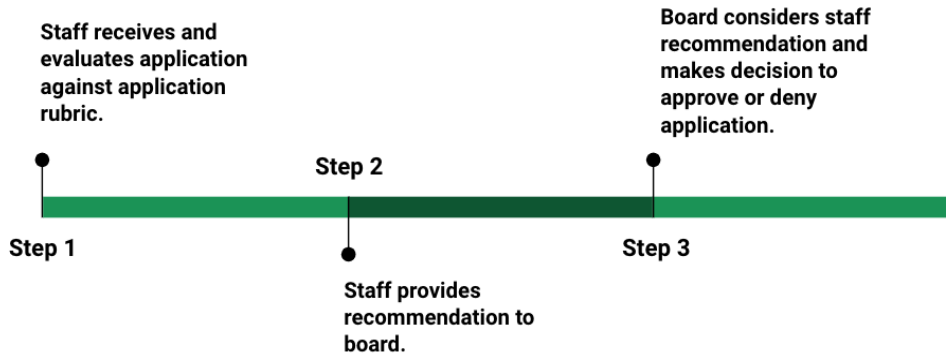 Staff receives and
evaluates application
against application
rubric.
Step 1
Step 2
Staff provides
recommendation to
board.
Board considers staff
recommendation and
makes decision to
approve or deny
application.
Step 3